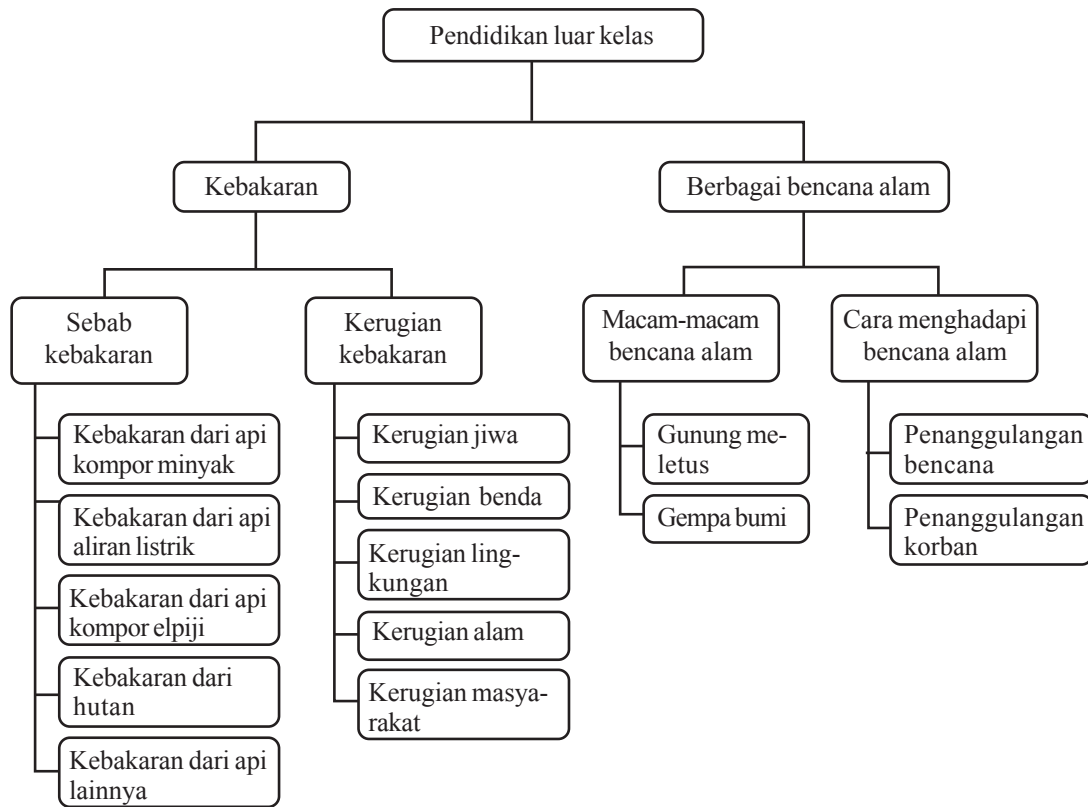 Pendidikan luar kelas
Kebakaran
Berbagai bencana alam
Sebab
kebakaran
Kerugian
kebakaran
Macam-macam
bencana alam
Cara menghadapi
bencana alam
Kebakaran dari api
kompor minyak
Kebakaran dari api
aliran listrik
Kebakaran dari api
kompor elpiji
Kebakaran dari
hutan
Kebakaran dari api
lainnya
Kerugian jiwa
Kerugian benda
Kerugian ling-
kungan
Kerugian alam
Kerugian masya-
rakat
Gunung me-
letus
Gempa bumi
Penanggulangan
bencana
Penanggulangan
korban